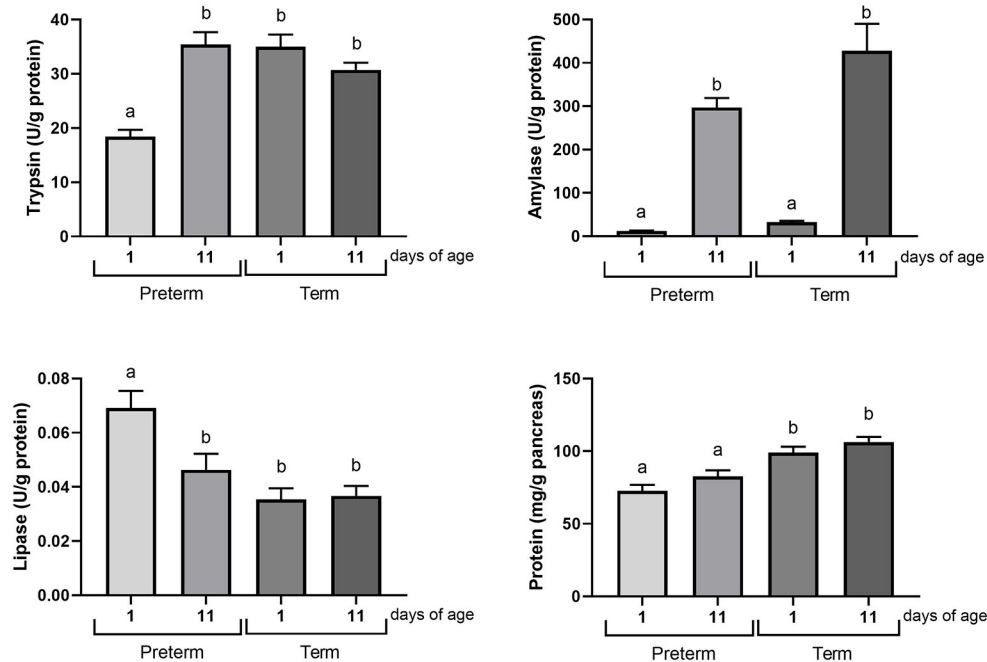 Trypsin (U/g protein)
40
30
20
10
0
a
b
b
b
1
11
1
11
days of age
Preterm
Term
Amylase (U/g protein)
500
400
300
200
100
0
a
b
a
b
1
11
1
11
days of age
Preterm
Term
Lipase (U/g protein)
0.08
0.06
0.04
0.02
0.00
a
b
b
b
1
11
1
11
days of age
Preterm
Term
Protein (mg/g pancreas)
150
100
50
0
a
a
b
b
1
11
1
11
days of age
Preterm
Term